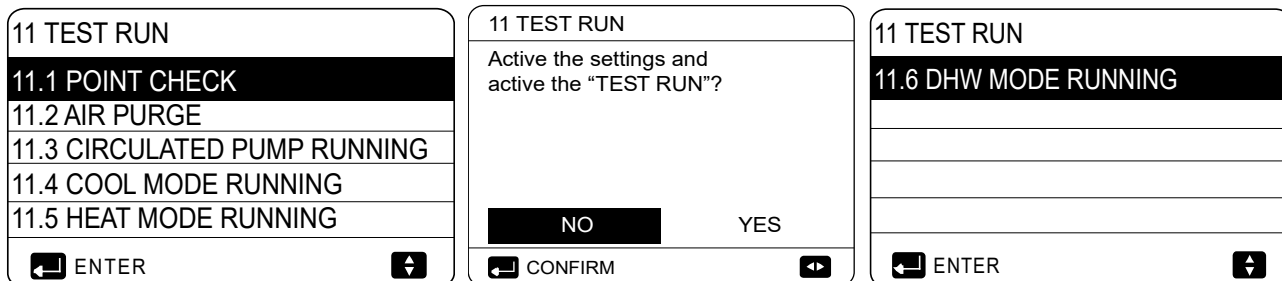 11 TEST RUN
11.1 POINT CHECK
11.2 AIR PURGE
11.3 CIRCULATED PUMP RUNNING
11.4 COOL MODE RUNNING
11.5 HEAT MODE RUNNING
ENTER
11 TEST RUN
Active the settings and
active the “TEST RUN”?
NO YES
CONFIRM
11 TEST RUN
11.6 DHW MODE RUNNING
ENTER